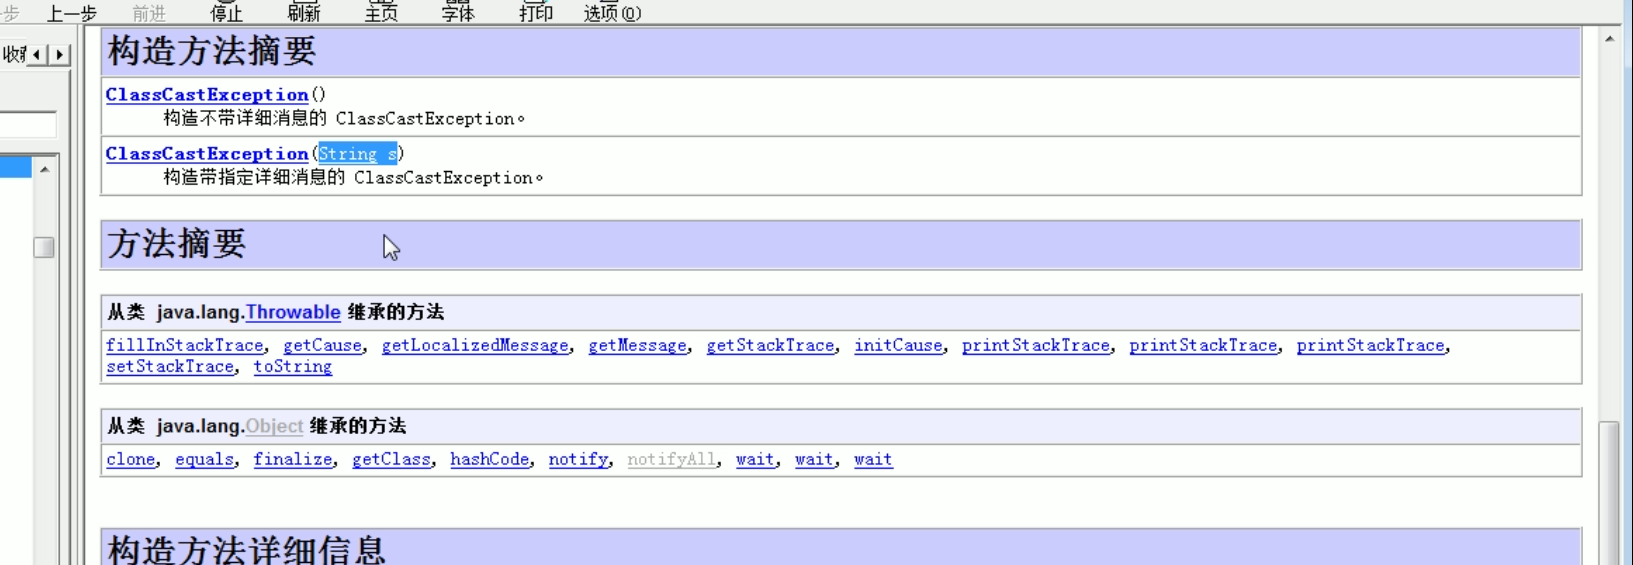 步 上一步 前进 停止 刷新 主页 字体 打印 选项(O)
构造方法摘要
ClassCastException()
构造不带详细消息的 ClassCastException。
ClassCastException(String s)
构造带指定详细消息的 ClassCastException。
方法摘要
从类 java.lang.Throwable 继承的方法
fillInStackTrace, getCause, getLocalizedMessage, getMessage, getStackTrace, initCause, printStackTrace, printStackTrace, printStackTrace,
setStackTrace, toString
从类 java.lang.Object 继承的方法
clone, equals, finalize, getClass, hashCode, notify, notifyAll, wait, wait, wait
构造方法详细信息